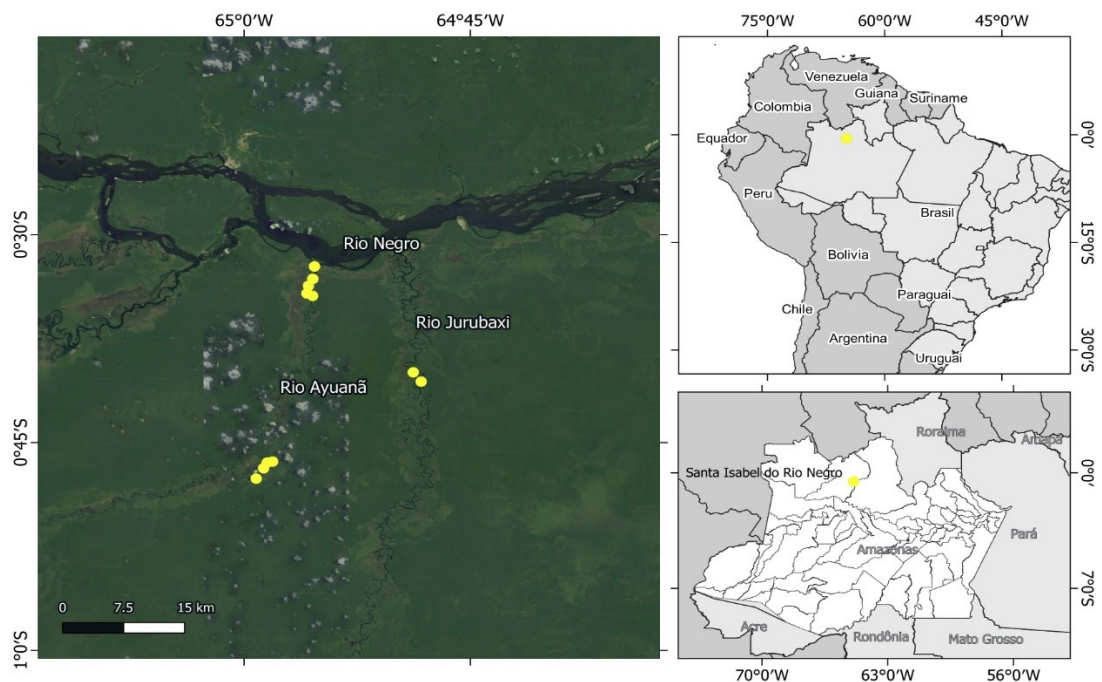 65°0'W
64°45'W
0°30'S
0°45'S
1°0'S
Rio Negro
Rio Jurubaxi
Rio Ayuanã
0
7.5
15 km
75°0'W
60°0'W
45°0'W
Venezuela
Guiana
Suriname
Colombia
Equador
Peru
Brasil
Bolivia
Paraguai
Chile
Argentina
Uruguai
0°0'
15°0'S
30°0'S
Roraima
Amapá
Santa Isabel do Rio Negro
Pará
Amazonas
Acre
Rondônia
Mato Grosso
0°0'
7°0'S
70°0'W
63°0'W
56°0'W